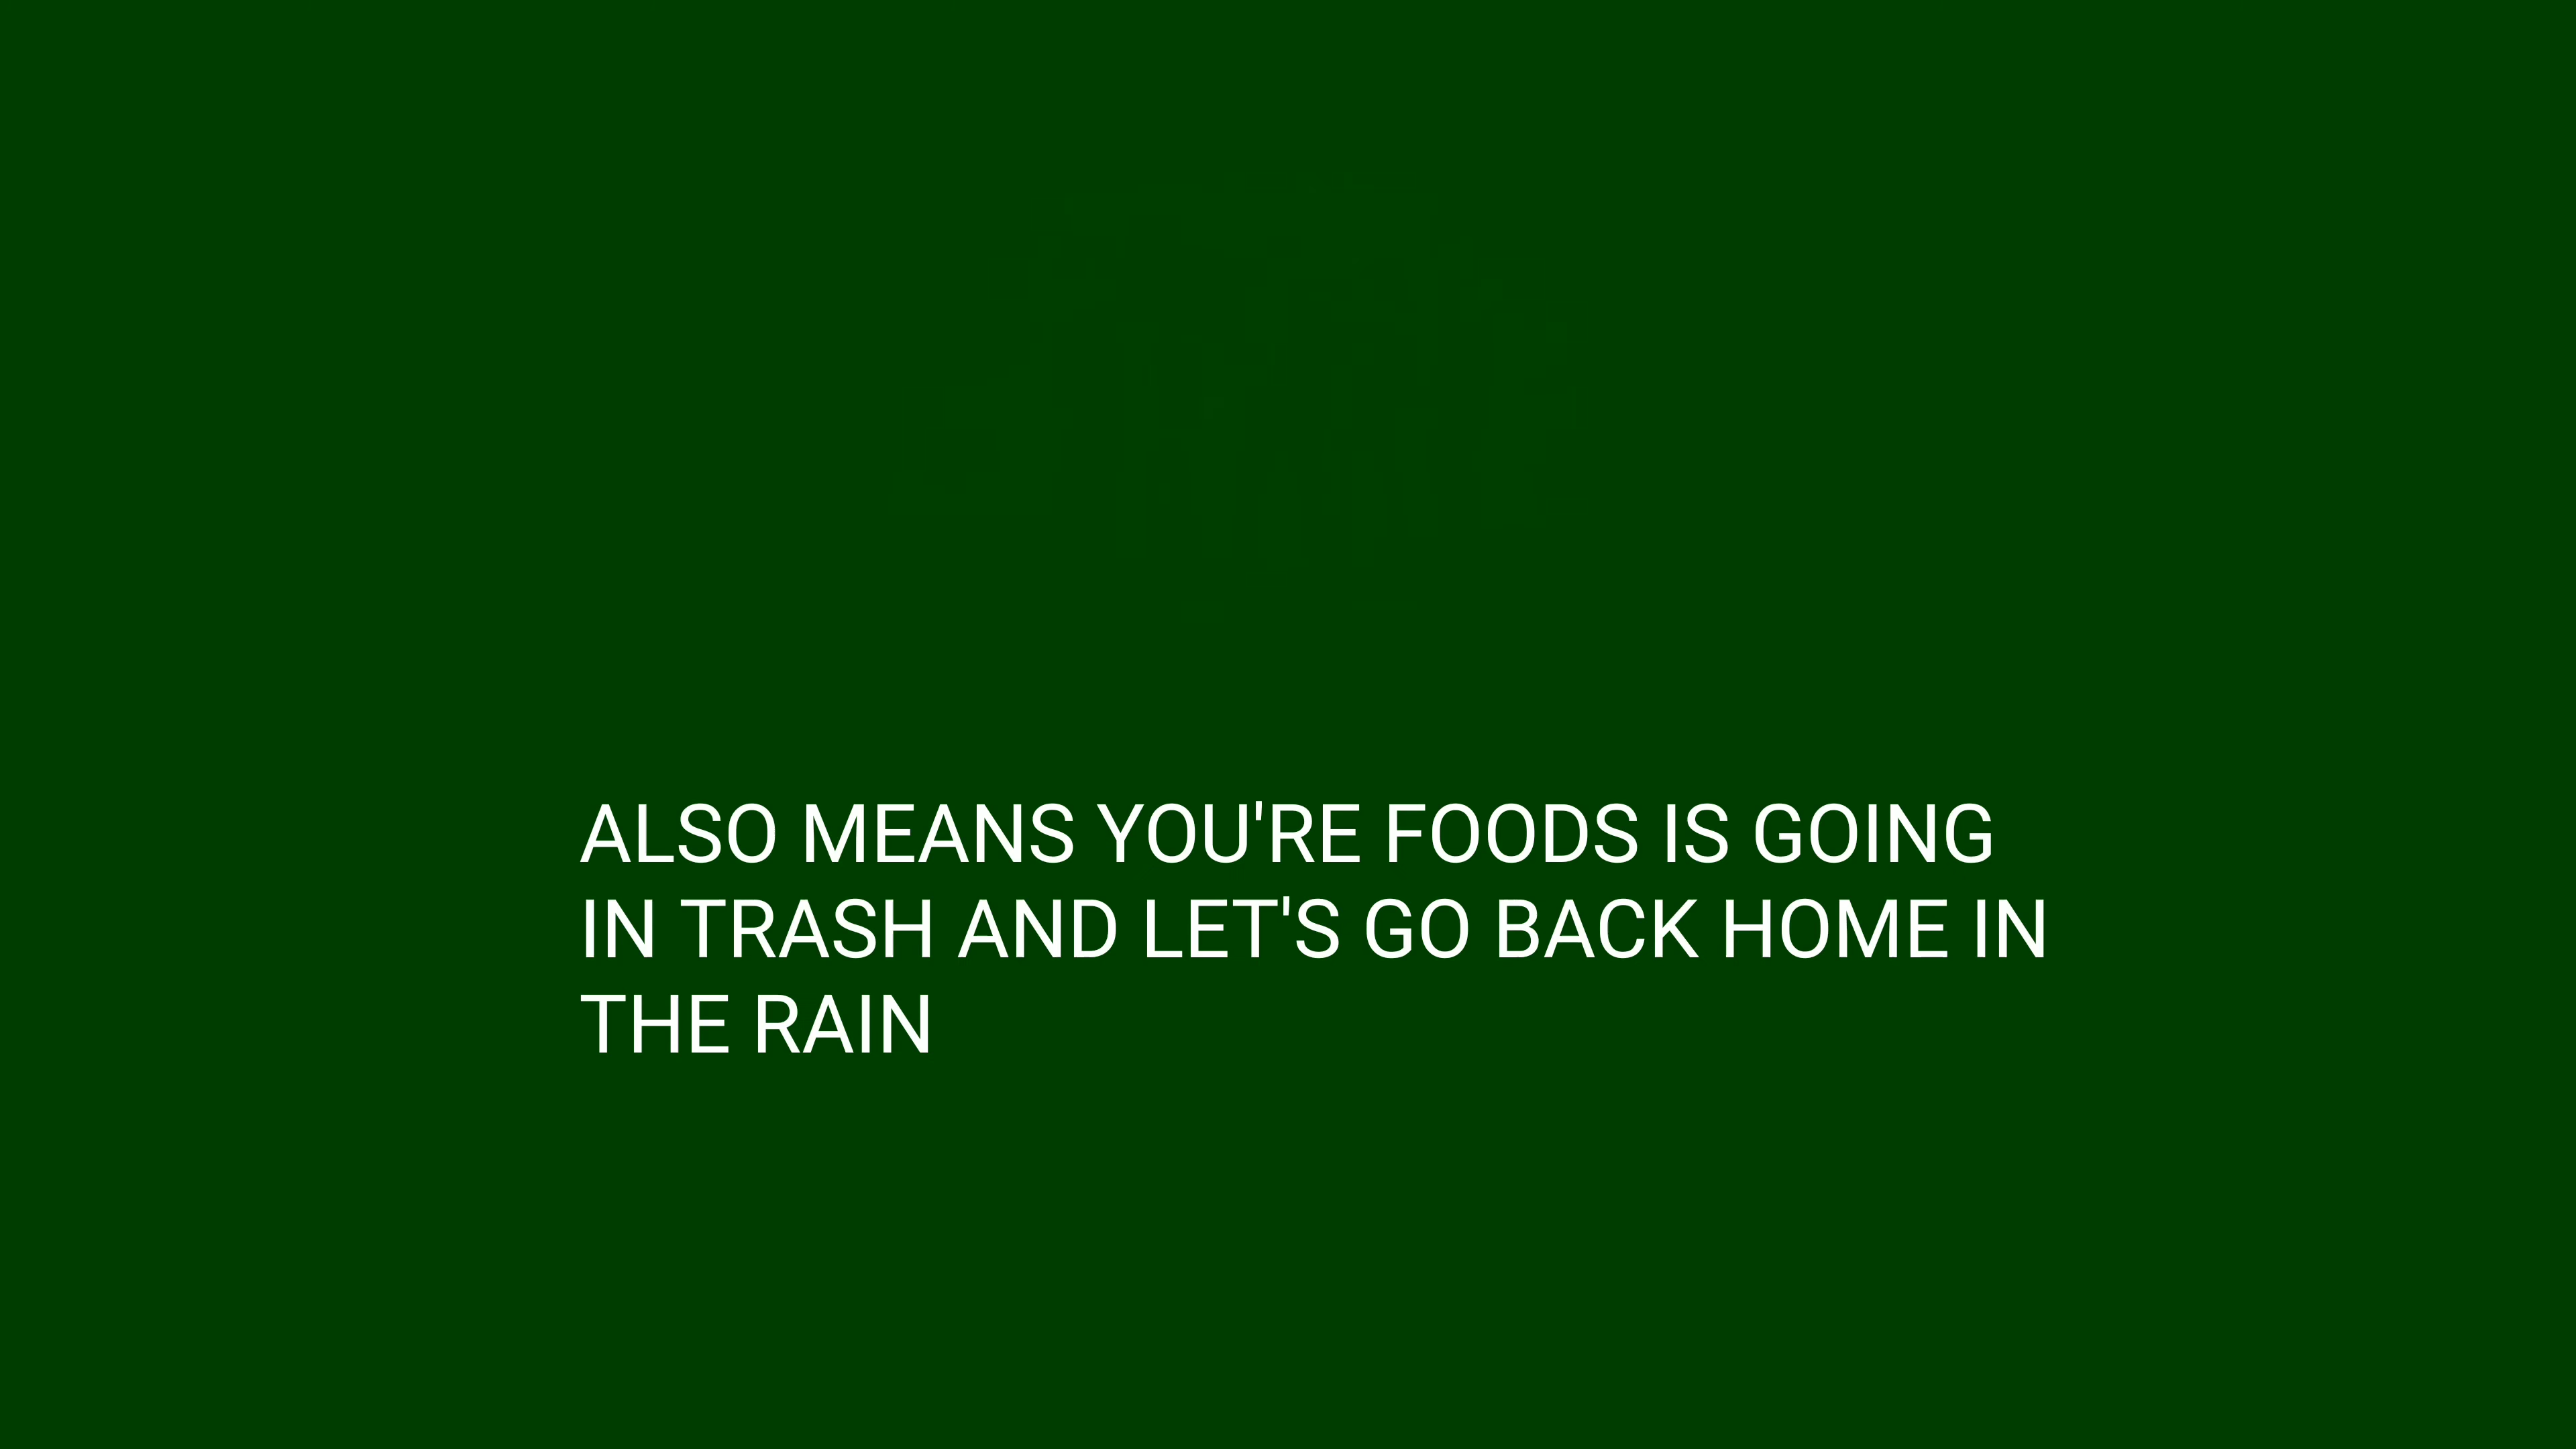 ALSO MEANS YOU'RE FOODS IS GOING
IN TRASH AND LET'S GO BACK HOME IN
THE RAIN